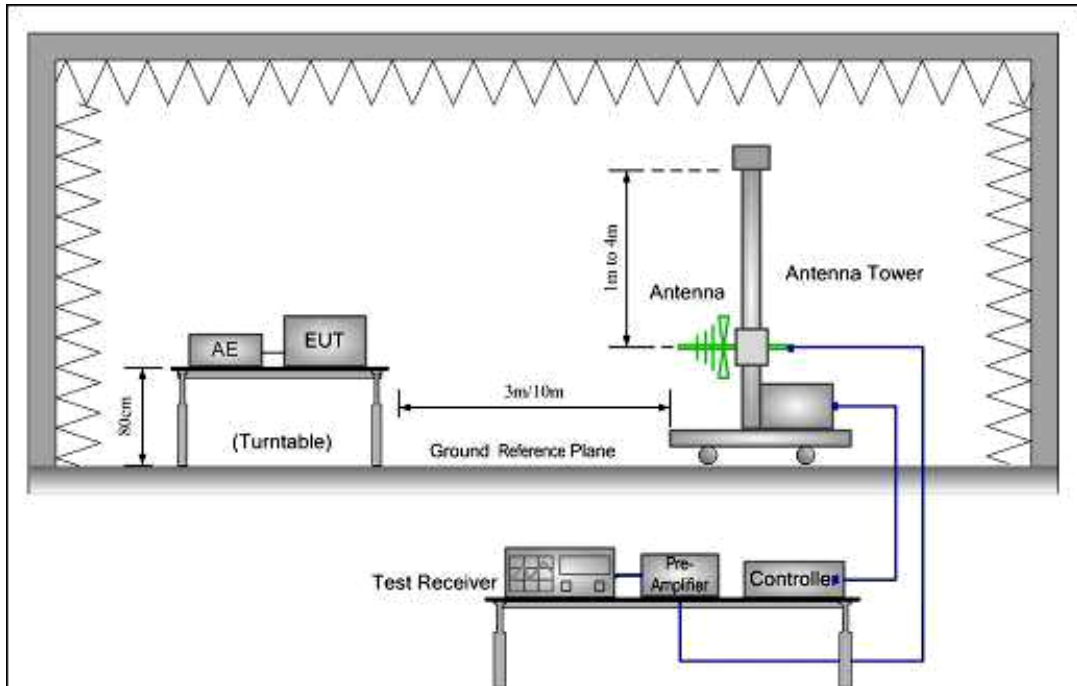 1m to 4m
Antenna Tower
Antenna
AE
EUT
80cm
3m/10m
(Turntable)
Ground Reference Plane
Test Receiver
Pre-
Amplifier
Controller